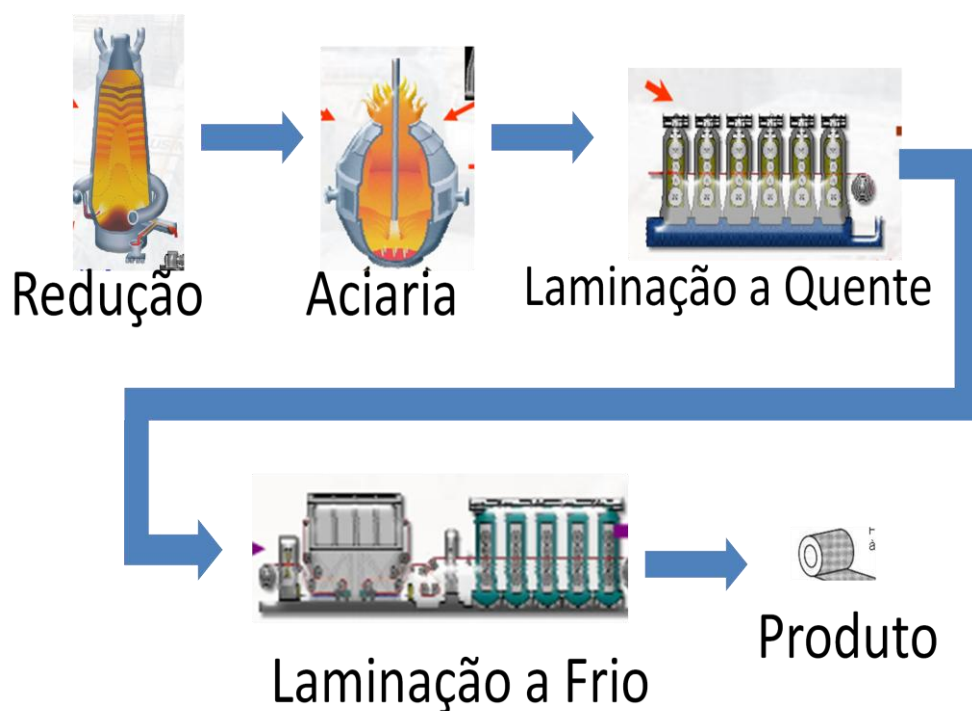 Redução
Aciaria
Laminação a Quente
Laminação a Frio
à
Produto